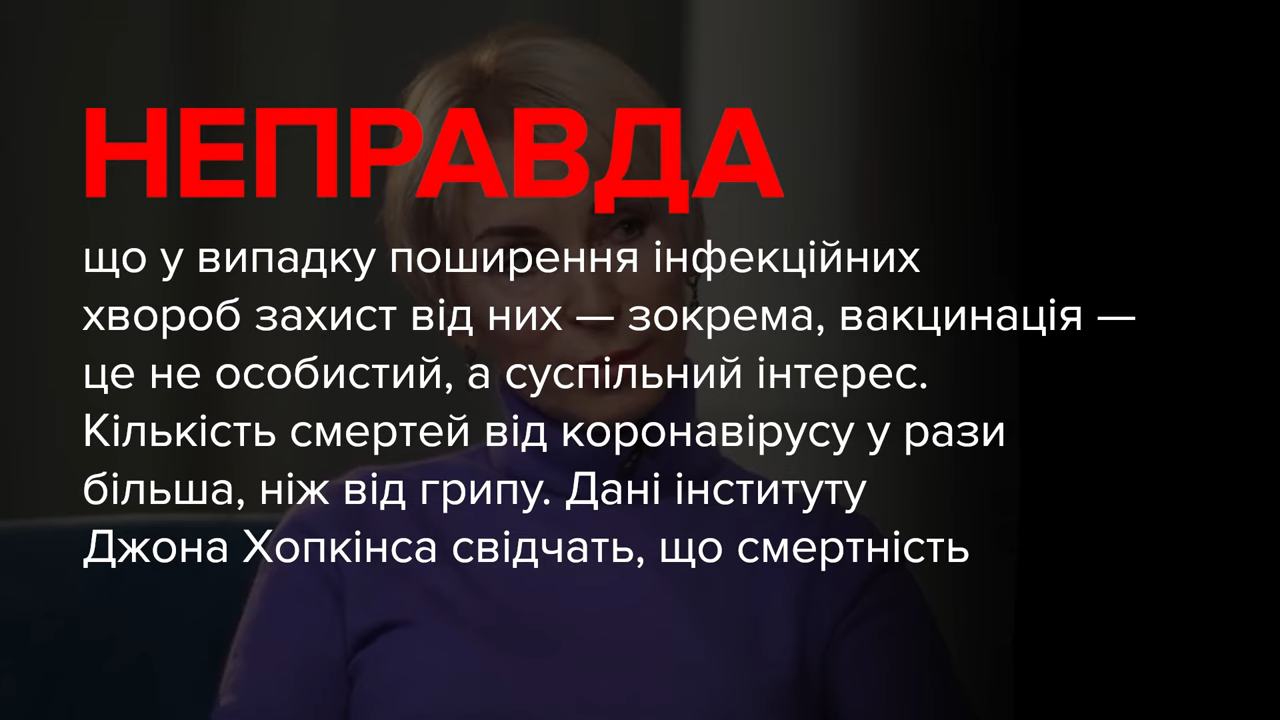 НЕПРАВДА
що у випадку поширення інфекційних
хвороб захист від них — зокрема, вакцинація —
це не особистий, а суспільний інтерес.
Кількість смертей від коронавірусу у рази
більша, ніж від грипу. Дані інституту
Джона Хопкінса свідчать, що смертність